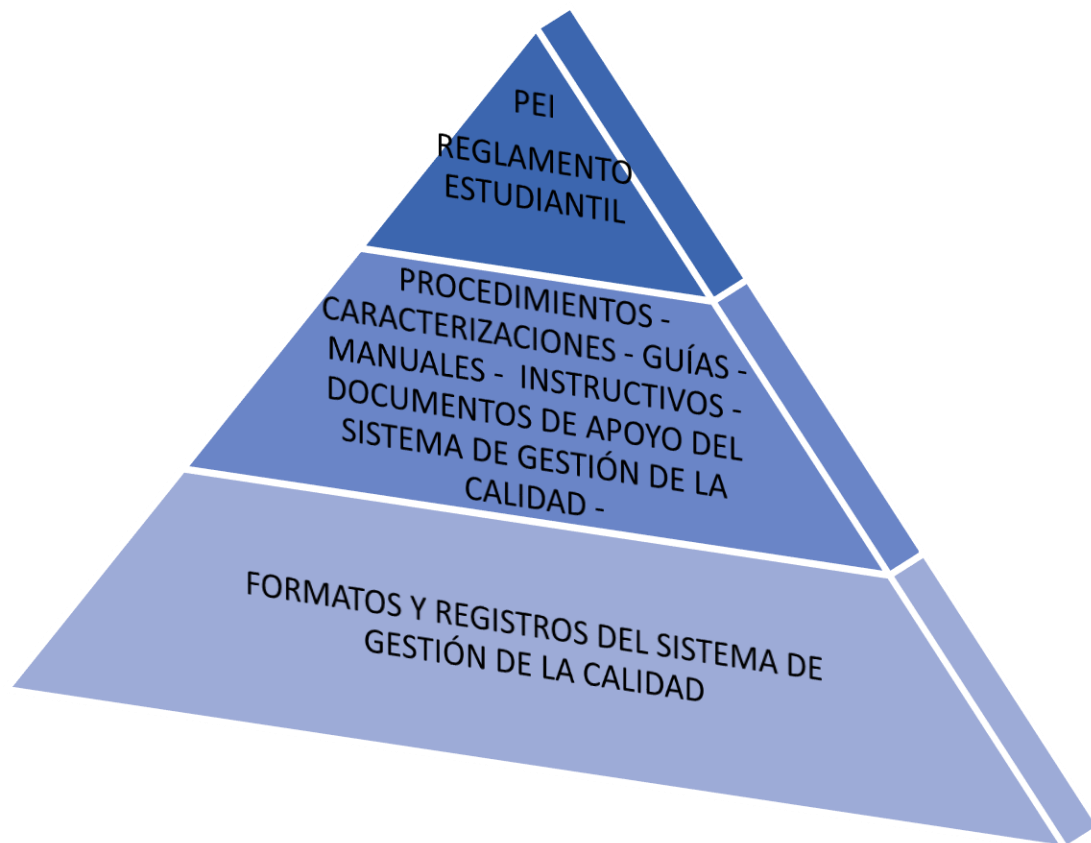 PEI
REGLAMENTO
ESTUDIANTIL
PROCEDIMIENTOS -
CARACTERIZACIONES - GUÍAS -
MANUALES - INSTRUCTIVOS -
DOCUMENTOS DE APOYO DEL
SISTEMA DE GESTIÓN DE LA
CALIDAD -
FORMATOS Y REGISTROS DEL SISTEMA DE
GESTIÓN DE LA CALIDAD